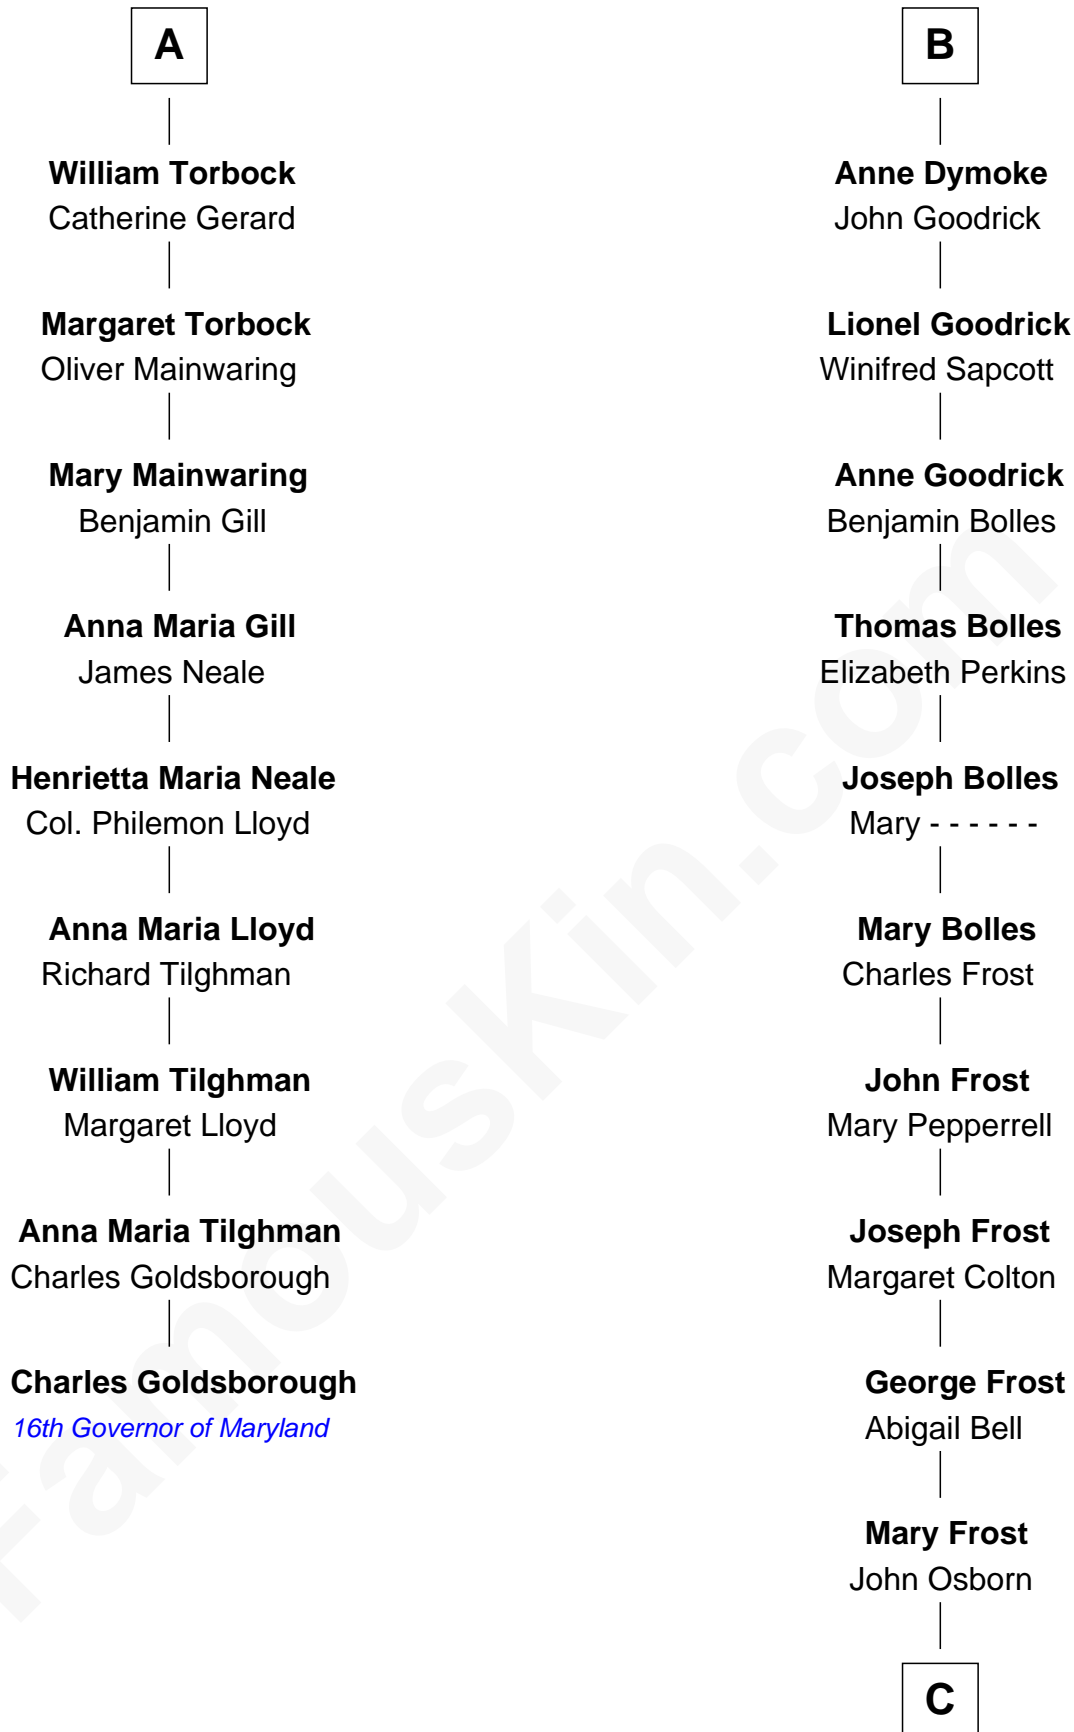 A
William Torbock
Catherine Gerard
Margaret Torbock
Oliver Mainwaring
Mary Mainwaring
Benjamin Gill
Anna Maria Gill
James Neale
Henrietta Maria Neale
Col. Philemon Lloyd
Anna Maria Lloyd
Richard Tilghman
William Tilghman
Margaret Lloyd
Anna Maria Tilghman
Charles Goldsborough
Charles Goldsborough
16th Governor of Maryland
B
Anne Dymoke
John Goodrick
Lionel Goodrick
Winifred Sapcott
Anne Goodrick
Benjamin Bolles
Thomas Bolles
Elizabeth Perkins
Joseph Bolles
Mary - - - - - -
Mary Bolles
Charles Frost
John Frost
Mary Pepperrell
Joseph Frost
Margaret Colton
George Frost
Abigail Bell
Mary Frost
John Osborn
C
FamousKin.com